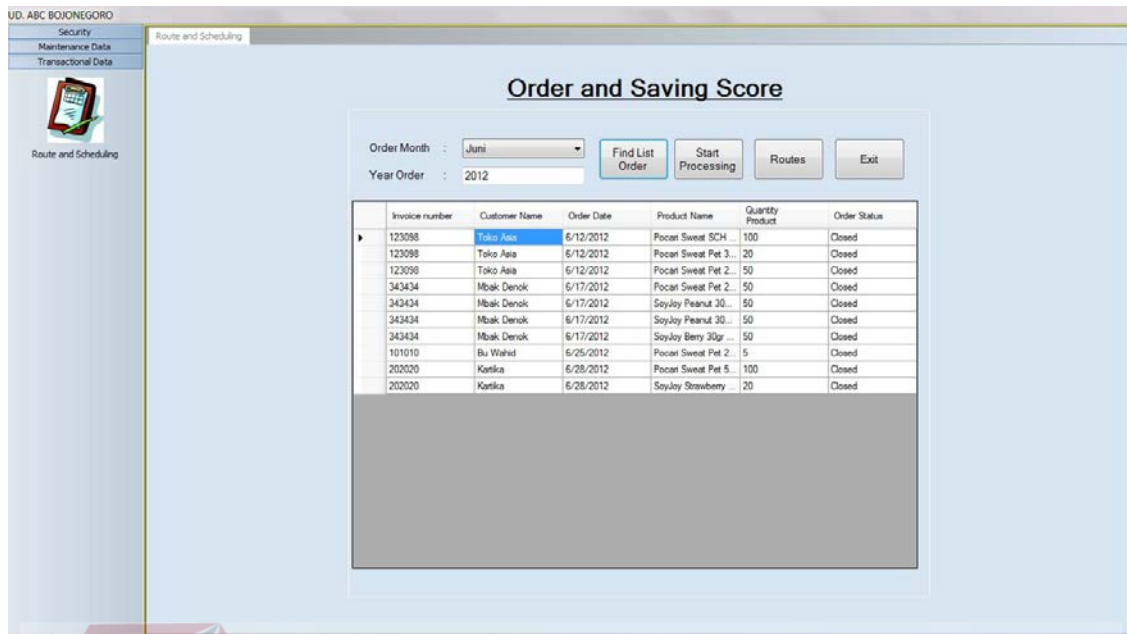 UD. ABC BOJONEGORO
Security
Maintenance Data
Transactional Data
Route and Scheduling
Route and Scheduling
Order and Saving Score
Order Month : Juni
Year Order : 2012
Find List Order
Start Processing
Routes
Exit
Invoice number Customer Name Order Date Product Name Quantity Product Order Status
123098 Toko Asia 6/12/2012 Pocari Sweat SCH ... 100 Closed
123098 Toko Asia 6/12/2012 Pocari Sweat Pet 3... 20 Closed
123098 Toko Asia 6/12/2012 Pocari Sweat Pet 2... 50 Closed
343434 Mbak Denok 6/17/2012 Pocari Sweat Pet 2... 50 Closed
343434 Mbak Denok 6/17/2012 SoyJoy Peanut 30... 50 Closed
343434 Mbak Denok 6/17/2012 SoyJoy Peanut 30... 50 Closed
343434 Mbak Denok 6/17/2012 SoyJoy Berry 30gr ... 50 Closed
101010 Bu Wahid 6/25/2012 Pocari Sweat Pet 2... 5 Closed
202020 Kartika 6/28/2012 Pocari Sweat Pet 5... 100 Closed
202020 Kartika 6/28/2012 SoyJoy Strawberry ... 20 Closed